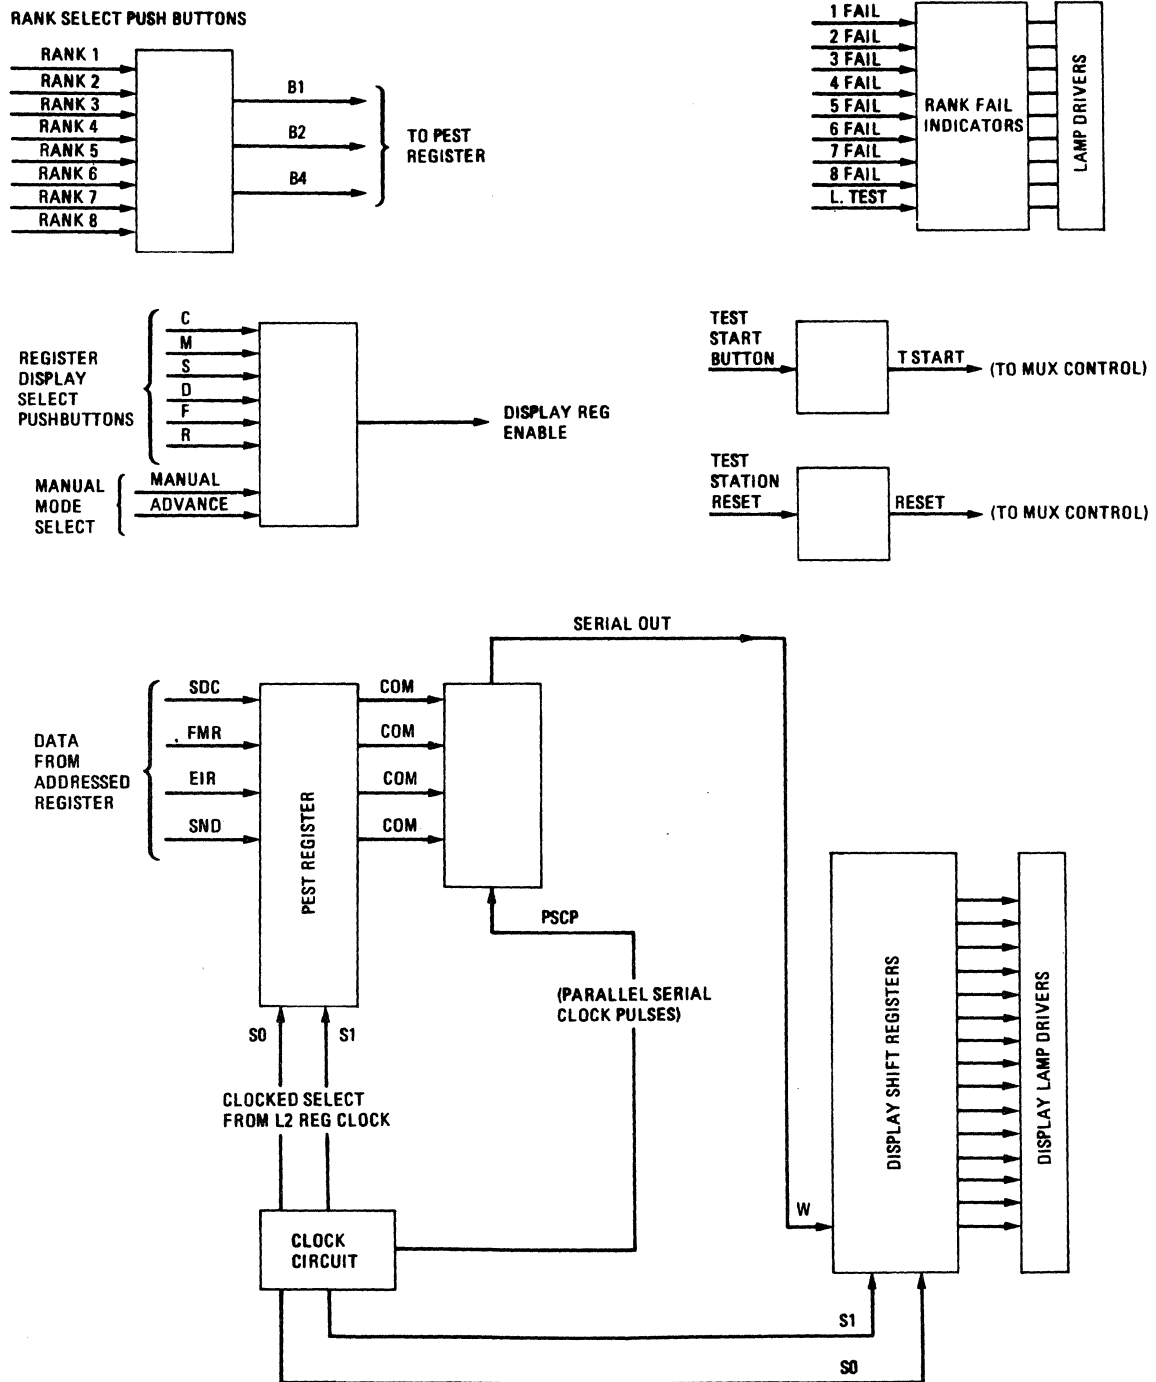 RANK SELECT PUSH BUTTONS
RANK 1
RANK 2
RANK 3
RANK 4
RANK 5
RANK 6
RANK 7
RANK 8
B1
B2
B4
TO PEST
REGISTER
1 FAIL
2 FAIL
3 FAIL
4 FAIL
5 FAIL
6 FAIL
7 FAIL
8 FAIL
L. TEST
RANK FAIL
INDICATORS
LAMP DRIVERS
REGISTER
DISPLAY
SELECT
PUSHBUTTONS
C
M
S
D
F
R
MANUAL
MODE
SELECT
MANUAL
ADVANCE
DISPLAY REG
ENABLE
TEST
START
BUTTON
T START
(TO MUX CONTROL)
TEST
STATION
RESET
RESET
(TO MUX CONTROL)
SERIAL OUT
DATA
FROM
ADDRESSED
REGISTER
SDC
FMR
EIR
SND
PEST REGISTER
COM
COM
COM
COM
PSCP
(PARALLEL SERIAL
CLOCK PULSES)
S0
S1
CLOCKED SELECT
FROM L2 REG CLOCK
CLOCK
CIRCUIT
W
DISPLAY SHIFT REGISTERS
DISPLAY LAMP DRIVERS
S1
S0